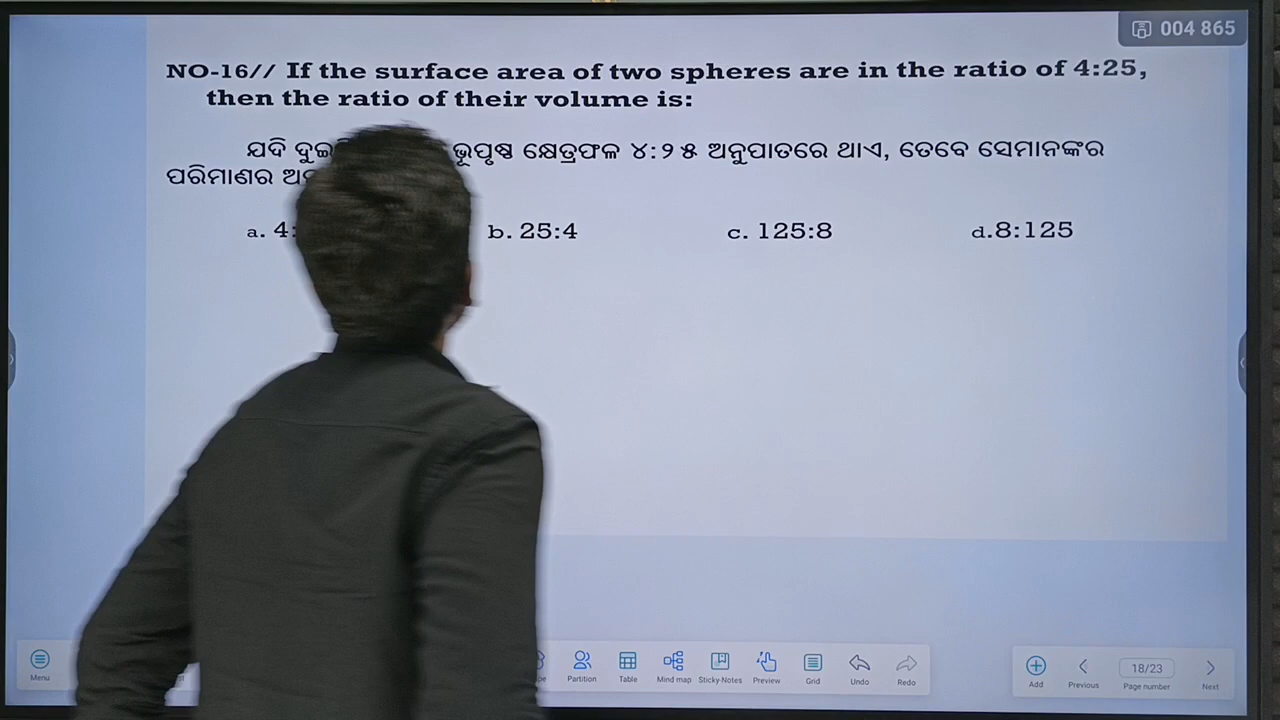 004 865
NO-16// If the surface area of two spheres are in the ratio of 4:25,
then the ratio of their volume is:
ଯଦି ଭୂପୃଷ୍ଠ କ୍ଷେତ୍ରଫଳ ୪:୨୫ ଅନୁପାତରେ ଥାଏ, ତେବେ ସେମାନଙ୍କର
ପରିମାଣର
a. 4: b. 25:4 c. 125:8 d.8:125
Menu Partition Table Mind map Sticky-Notes Preview Grid Undo Redo Add Previous 18/23 Page number Next